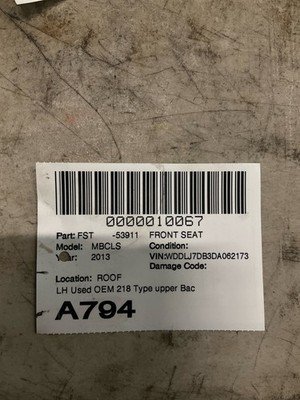 0000010067
Part: FST -53911 FRONT SEAT
Model: MBCLS Condition:
ar: 2013 VIN:WDDLJ7DB3DA062173
Damage Code:
Location: ROOF
LH Used OEM 218 Type upper Bac
A794